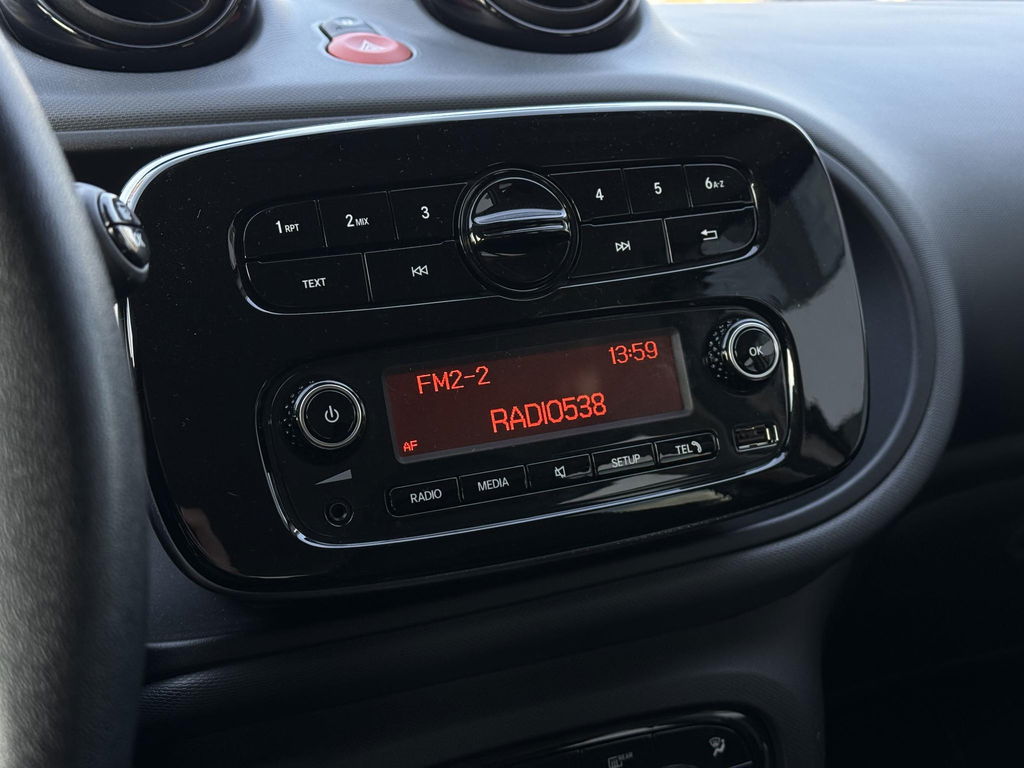 1 RPT 2 MIX 3 4 5 6 A-Z
TEXT
FM2-2 13:59
RADIO538
AF
OK
RADIO MEDIA SETUP TEL
REAR